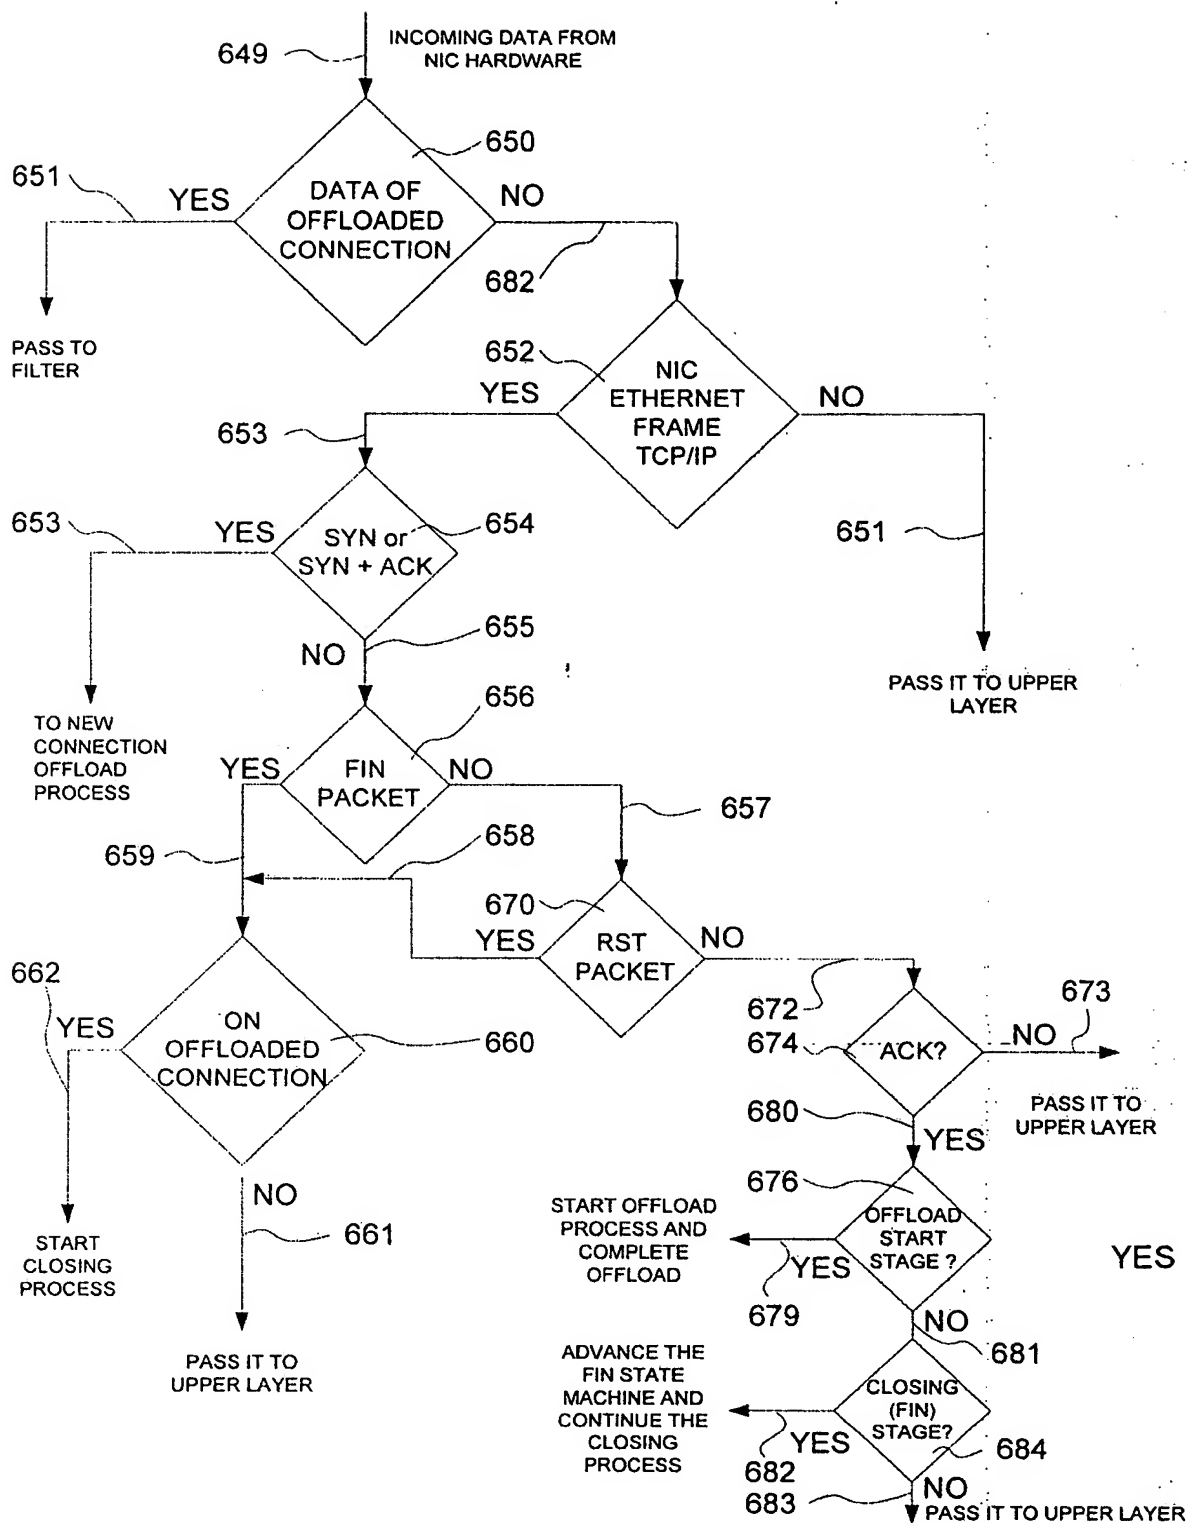 649
INCOMING DATA FROM
NIC HARDWARE
650
651
YES
NO
DATA OF
OFFLOADED
CONNECTION
682
PASS TO
FILTER
652
YES
NIC
ETHERNET
FRAME
TCP/IP
NO
653
653
YES
SYN or
SYN + ACK
654
651
655
NO
PASS IT TO UPPER
LAYER
656
TO NEW
CONNECTION
OFFLOAD
PROCESS
YES
FIN
PACKET
NO
657
658
659
670
YES
RST
PACKET
NO
662
YES
ON
OFFLOADED
CONNECTION
660
672
673
674
ACK?
NO
PASS IT TO
UPPER LAYER
680
YES
676
NO
661
START
CLOSING
PROCESS
START OFFLOAD
PROCESS AND
COMPLETE
OFFLOAD
OFFLOAD
START
STAGE ?
YES
YES
679
NO
681
PASS IT TO
UPPER LAYER
ADVANCE THE
FIN STATE
MACHINE AND
CONTINUE THE
CLOSING
PROCESS
CLOSING
(FIN)
STAGE?
YES
684
682
NO
683
PASS IT TO UPPER LAYER